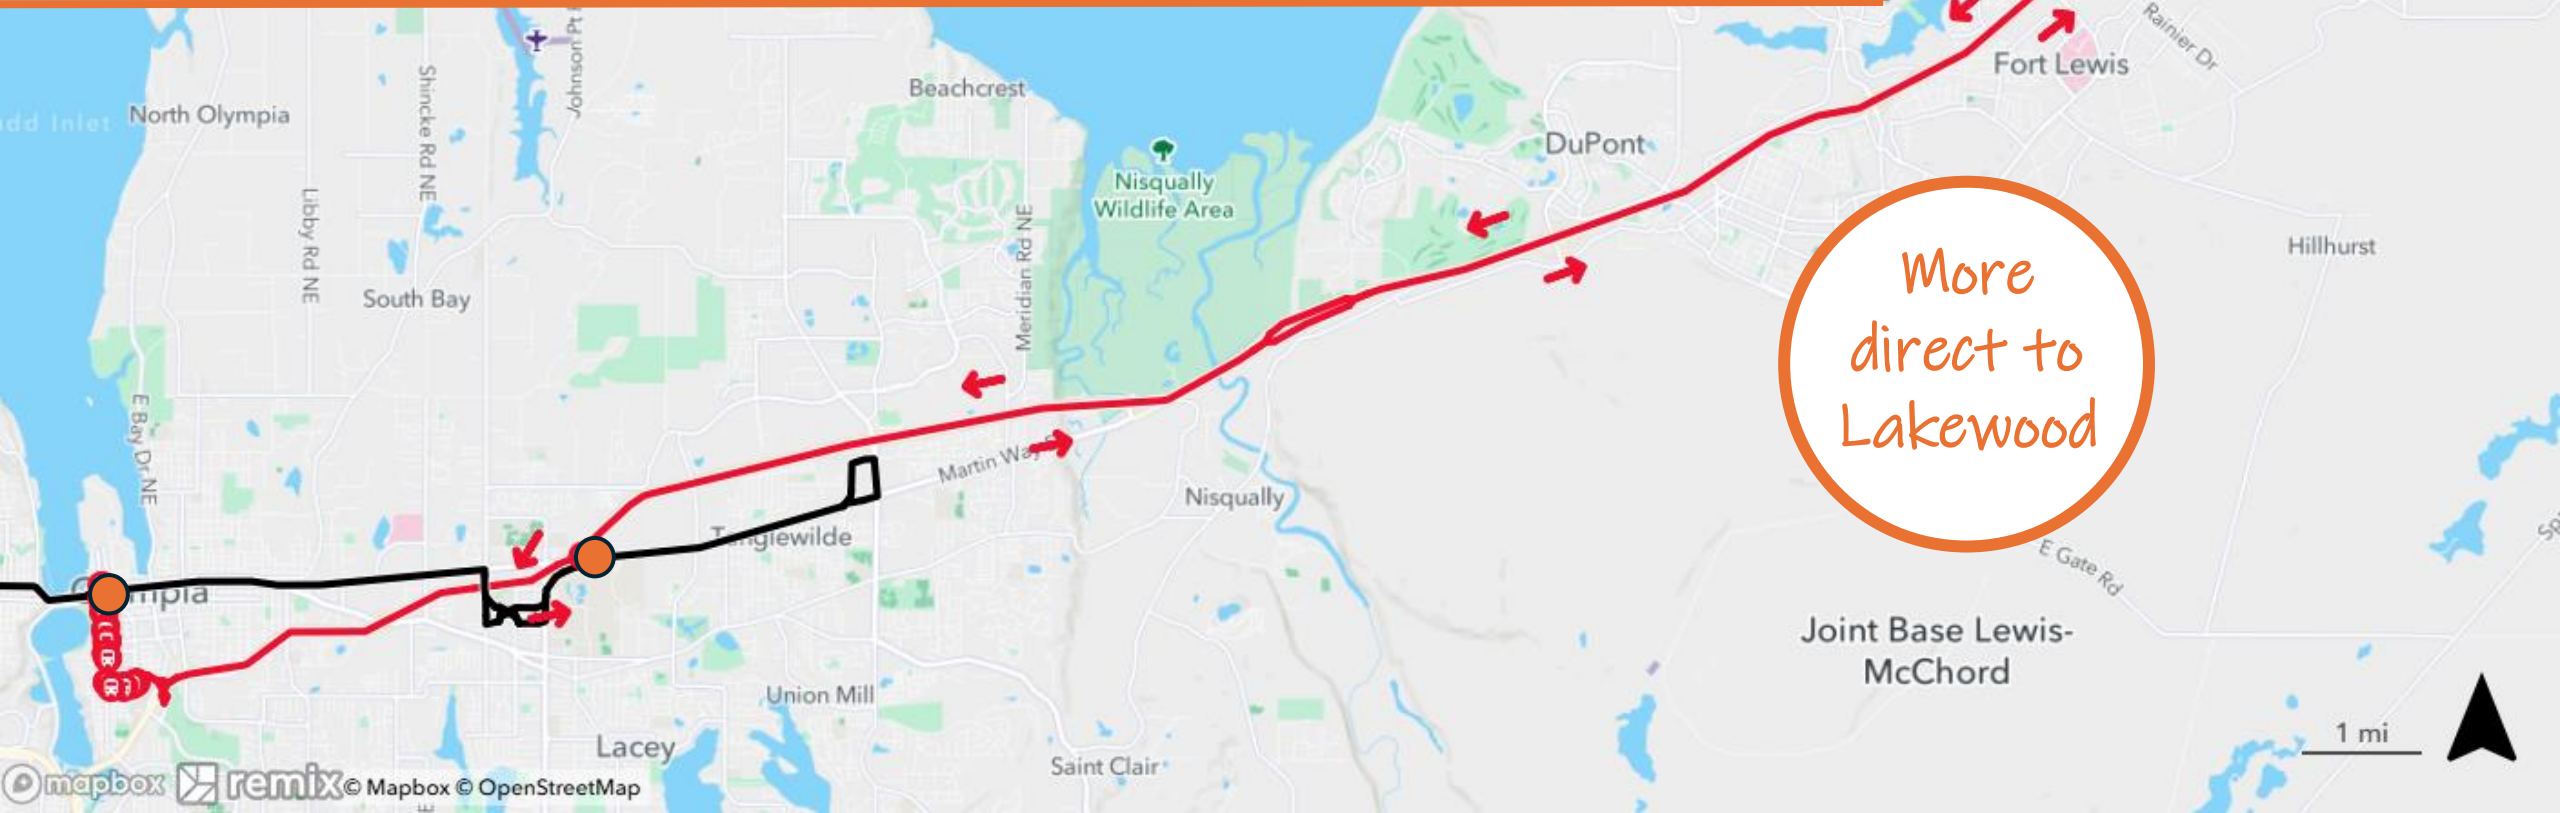 Johnson Pt
Rainier Dr
Fort Lewis
Shincke Rd NE
Beachcrest
North Olympia
DuPont
Nisqually
Wildlife Area
Libby Rd NE
Meridian Rd NE
South Bay
Hillhurst
More
direct to
Lakewood
E Bay Dr NE
Martin Way
Nisqually
E Gate Rd
Joint Base Lewis-
McChord
Union Mill
Lacey
Saint Clair
1 mi
mapbox remix © Mapbox © OpenStreetMap